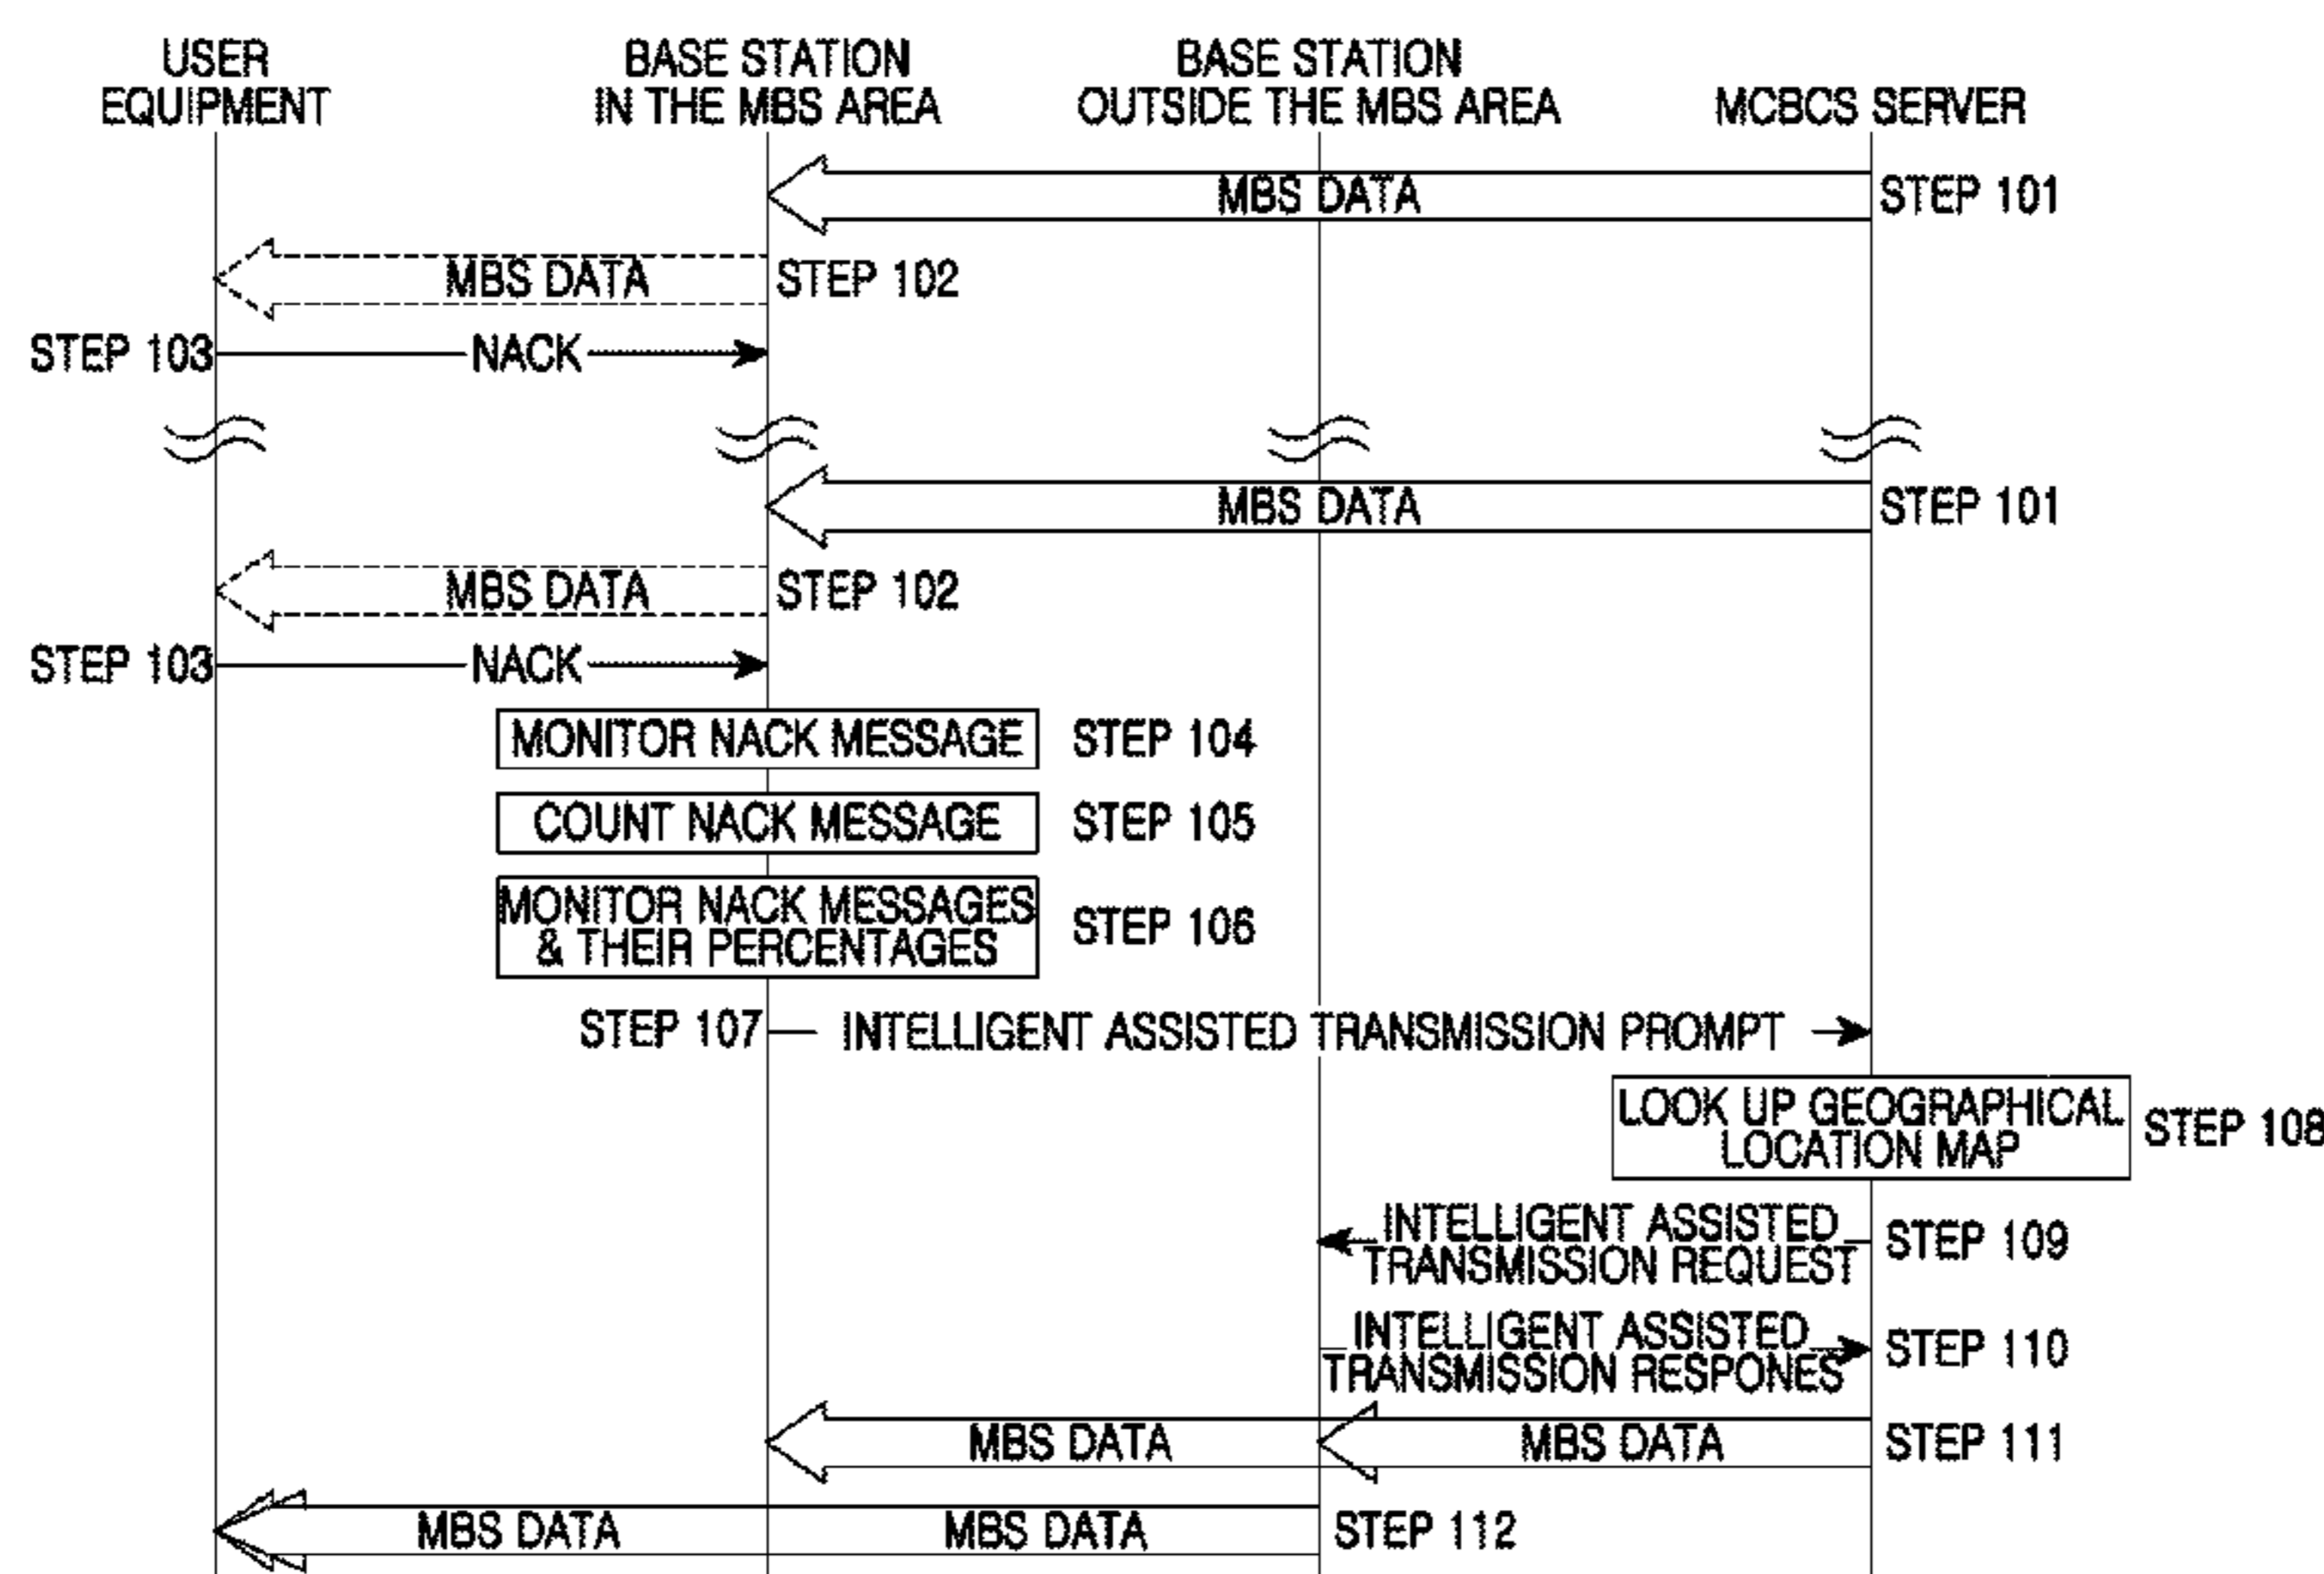 USER
EQUIPMENT
BASE STATION
IN THE MBS AREA
BASE STATION
OUTSIDE THE MBS AREA
MCBCS SERVER
MBS DATA
STEP 101
MBS DATA
STEP 102
STEP 103
NACK
MBS DATA
STEP 101
MBS DATA
STEP 102
STEP 103
NACK
MONITOR NACK MESSAGE
STEP 104
COUNT NACK MESSAGE
STEP 105
MONITOR NACK MESSAGES
& THEIR PERCENTAGES
STEP 106
STEP 107
INTELLIGENT ASSISTED TRANSMISSION PROMPT
LOOK UP GEOGRAPHICAL
LOCATION MAP
STEP 108
INTELLIGENT ASSISTED
TRANSMISSION REQUEST
STEP 109
INTELLIGENT ASSISTED
TRANSMISSION RESPONES
STEP 110
MBS DATA
MBS DATA
STEP 111
MBS DATA
MBS DATA
STEP 112